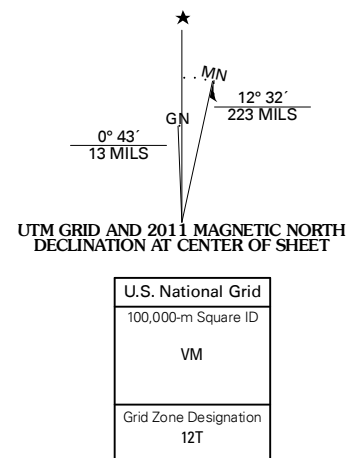 MN
GN
12° 32´
223 MILS
0° 43´
13 MILS
UTM GRID AND 2011 MAGNETIC NORTH
DECLINATION AT CENTER OF SHEET
U.S. National Grid
100,000-m Square ID
VM
Grid Zone Designation
12T